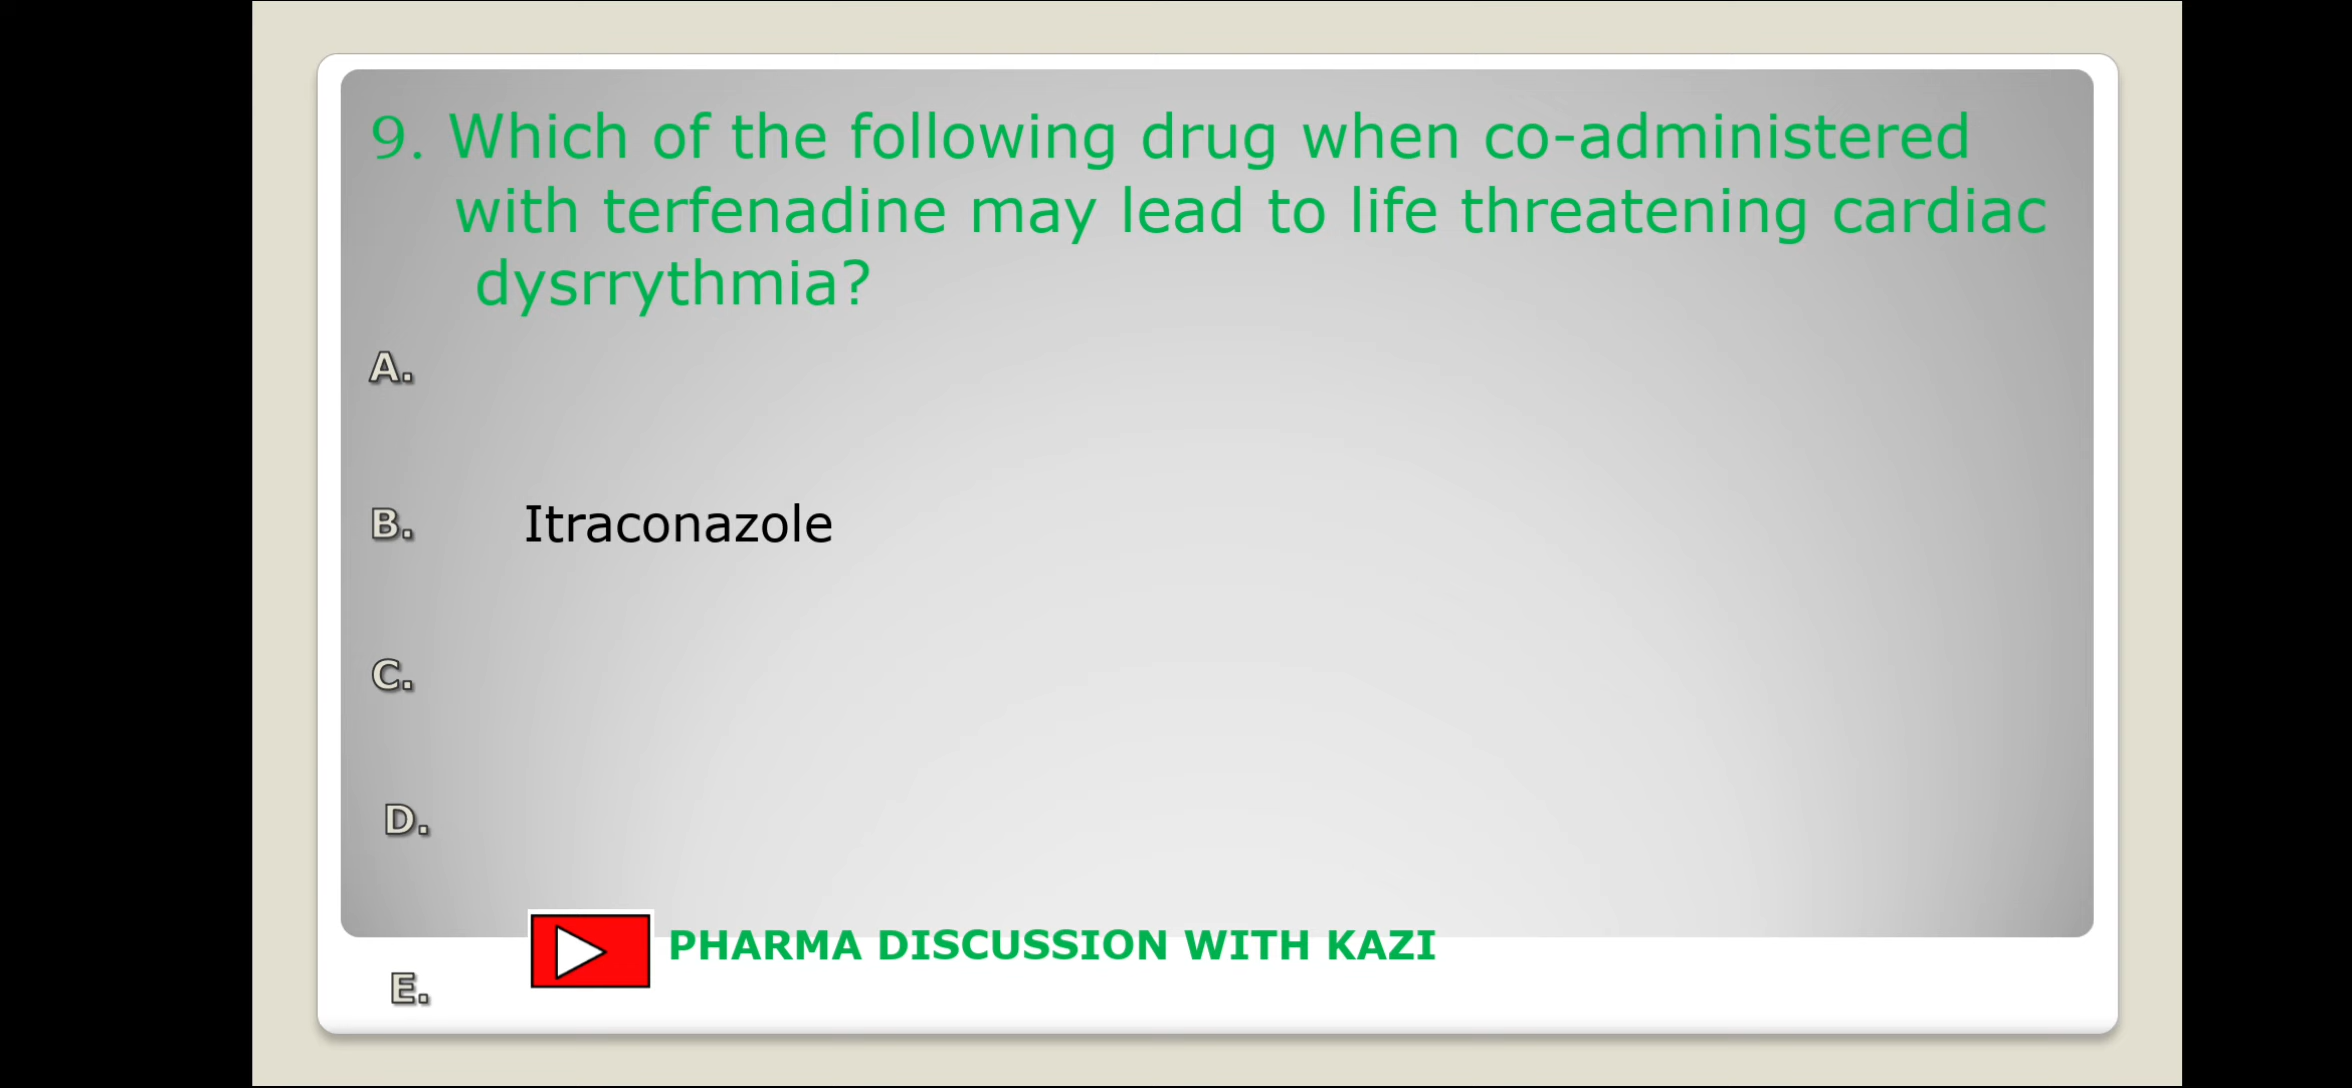 9. Which of the following drug when co-administered
with terfenadine may lead to life threatening cardiac
dysrrythmia?
A.
B. Itraconazole
C.
D.
PHARMA DISCUSSION WITH KAZI
E.